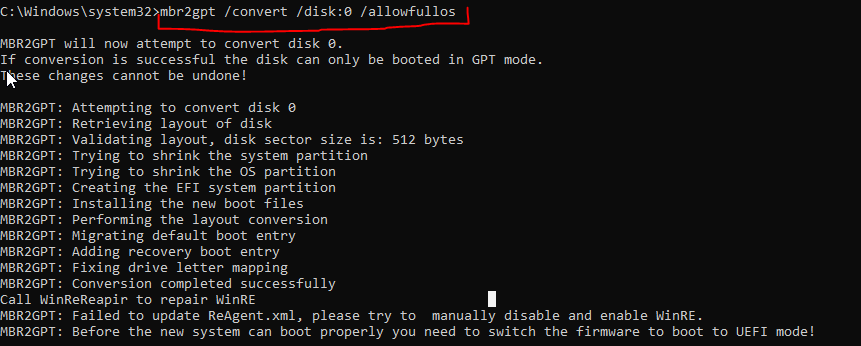 C:\Windows\system32>mbr2gpt /convert /disk:0 /allowfullos
MBR2GPT will now attempt to convert disk 0.
If conversion is successful the disk can only be booted in GPT mode.
These changes cannot be undone!
MBR2GPT: Attempting to convert disk 0
MBR2GPT: Retrieving layout of disk
MBR2GPT: Validating layout, disk sector size is: 512 bytes
MBR2GPT: Trying to shrink the system partition
MBR2GPT: Trying to shrink the OS partition
MBR2GPT: Creating the EFI system partition
MBR2GPT: Installing the new boot files
MBR2GPT: Performing the layout conversion
MBR2GPT: Migrating default boot entry
MBR2GPT: Adding recovery boot entry
MBR2GPT: Fixing drive letter mapping
MBR2GPT: Conversion completed successfully
Call WinReReapir to repair WinRE
MBR2GPT: Failed to update ReAgent.xml, please try to  manually disable and enable WinRE.
MBR2GPT: Before the new system can boot properly you need to switch the firmware to boot to UEFI mode!